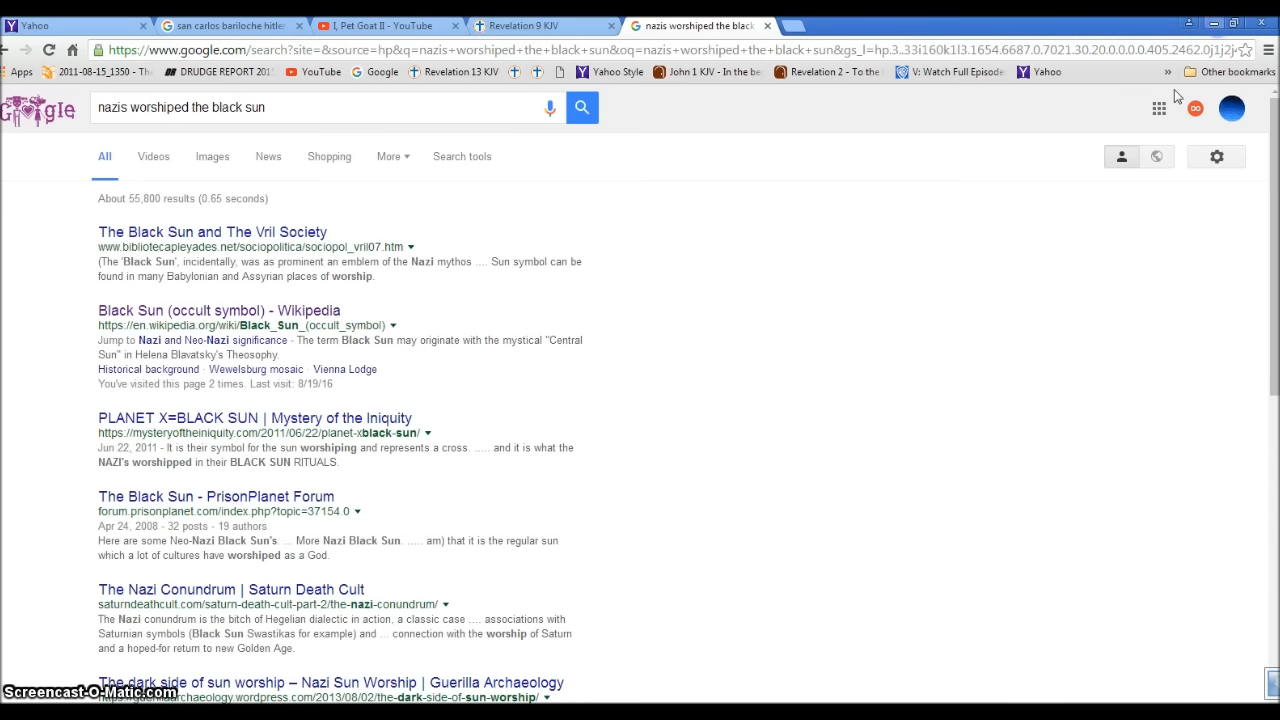 Yahoo
san carlos bariloche hitler
I, Pet Goat II - YouTube
Revelation 9 KJV
nazis worshiped the black
https://www.google.com/search?site=&source=hp&q=nazis+worshiped+the+black+sun&oq=nazis+worshiped+the+black+sun&gs_l=hp.3..33i160k1l3.1654.6687.0.7021.30.20.0.0.0.0.405.2462.0j1j2j
Apps
2011-08-15_1350 - Th
DRUDGE REPORT 201
YouTube
Google
Revelation 13 KJV
Yahoo Style
John 1 KJV - In the be
Revelation 2 - To the
V: Watch Full Episode
Yahoo
»
Other bookmarks
Google
nazis worshiped the black sun
All
Videos
Images
News
Shopping
More
Search tools
About 55,800 results (0.65 seconds)
The Black Sun and The Vril Society
www.bibliotecapleyades.net/sociopolitica/sociopol_vril07.htm
(The 'Black Sun', incidentally, was as prominent an emblem of the Nazi mythos .... Sun symbol can be
found in many Babylonian and Assyrian places of worship.
Black Sun (occult symbol) - Wikipedia
https://en.wikipedia.org/wiki/Black_Sun_(occult_symbol)
Jump to Nazi and Neo-Nazi significance - The term Black Sun may originate with the mystical "Central
Sun" in Helena Blavatsky's Theosophy.
Historical background · Wewelsburg mosaic · Vienna Lodge
You've visited this page 2 times. Last visit: 8/19/16
PLANET X=BLACK SUN | Mystery of the Iniquity
https://mysteryoftheiniquity.com/2011/06/22/planet-xblack-sun/
Jun 22, 2011 - It is their symbol for the sun worshiping and represents a cross. ..... and it is what the
NAZI's worshipped in their BLACK SUN RITUALS.
The Black Sun - PrisonPlanet Forum
forum.prisonplanet.com/index.php?topic=37154.0
Apr 24, 2008 - 32 posts - 19 authors
Here are some Neo-Nazi Black Sun's: ... More Nazi Black Sun. ..... am) that it is the regular sun
which a lot of cultures have worshiped as a God.
The Nazi Conundrum | Saturn Death Cult
saturndeathcult.com/saturn-death-cult-part-2/the-nazi-conundrum/
The Nazi conundrum is the bitch of Hegelian dialectic in action, a classic case .... associations with
Saturnian symbols (Black Sun Swastikas for example) and ... connection with the worship of Saturn
and a hoped-for return to new Golden Age.
The dark side of sun worship – Nazi Sun Worship | Guerilla Archaeology
https://guerillaarchaeology.wordpress.com/2013/08/02/the-dark-side-of-sun-worship/
Screencast-O-Matic.com